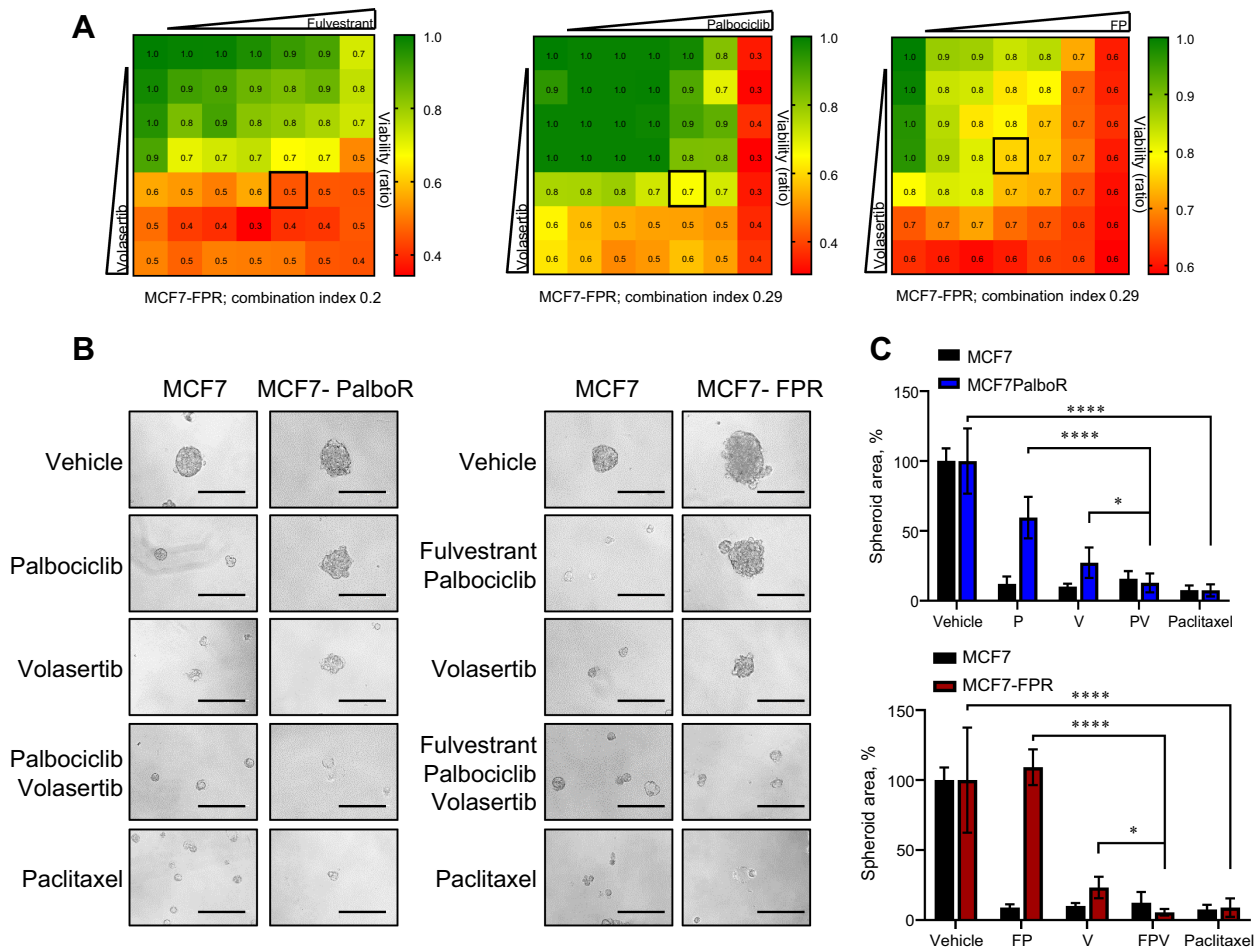 A
Fulvestrant
1.0 1.0 1.0 1.0 0.9 0.9 0.7
1.0 0.9 0.9 0.9 0.9 0.9 0.8
1.0 0.8 0.9 0.8 0.8 0.8 0.7
0.9 0.7 0.7 0.7 0.7 0.7 0.5
0.6 0.5 0.5 0.6 0.5 0.5 0.5
0.5 0.4 0.4 0.3 0.4 0.4 0.5
0.5 0.5 0.5 0.5 0.5 0.5 0.4
Volasertib
1.0
0.8
0.6
0.4
Viability (ratio)
MCF7-FPR; combination index 0.2
Palbociclib
1.0 1.0 1.0 1.0 1.0 0.8 0.3
0.9 1.0 1.0 1.0 0.9 0.7 0.3
1.0 1.0 1.0 1.0 0.9 0.9 0.4
1.0 1.0 1.0 1.0 0.8 0.8 0.3
0.8 0.8 0.8 0.7 0.7 0.7 0.4
0.6 0.6 0.5 0.5 0.6 0.5 0.4
0.6 0.6 0.6 0.5 0.6 0.6 0.4
Volasertib
1.0
0.8
0.6
0.4
Viability (ratio)
MCF7-FPR; combination index 0.29
FP
1.0 0.9 0.9 0.8 0.8 0.7 0.6
1.0 0.9 0.8 0.8 0.8 0.7 0.6
1.0 0.9 0.8 0.8 0.7 0.7 0.6
1.0 0.9 0.8 0.8 0.7 0.7 0.6
0.8 0.8 0.8 0.7 0.7 0.6 0.6
0.7 0.7 0.7 0.7 0.7 0.6 0.6
0.6 0.6 0.6 0.6 0.6 0.6 0.6
Volasertib
1.0
0.9
0.8
0.7
0.6
Viability (ratio)
MCF7-FPR; combination index 0.29
B
MCF7 MCF7- PalboR
Vehicle
Palbociclib
Volasertib
Palbociclib
Volasertib
Paclitaxel
MCF7 MCF7- FPR
Vehicle
Fulvestrant
Palbociclib
Volasertib
Fulvestrant
Palbociclib
Volasertib
Paclitaxel
C
MCF7
MCF7PalboR
Spheroid area, %
150
100
50
0
****
****
*
Vehicle P V PV Paclitaxel
MCF7
MCF7-FPR
Spheroid area, %
150
100
50
0
****
****
*
Vehicle FP V FPV Paclitaxel